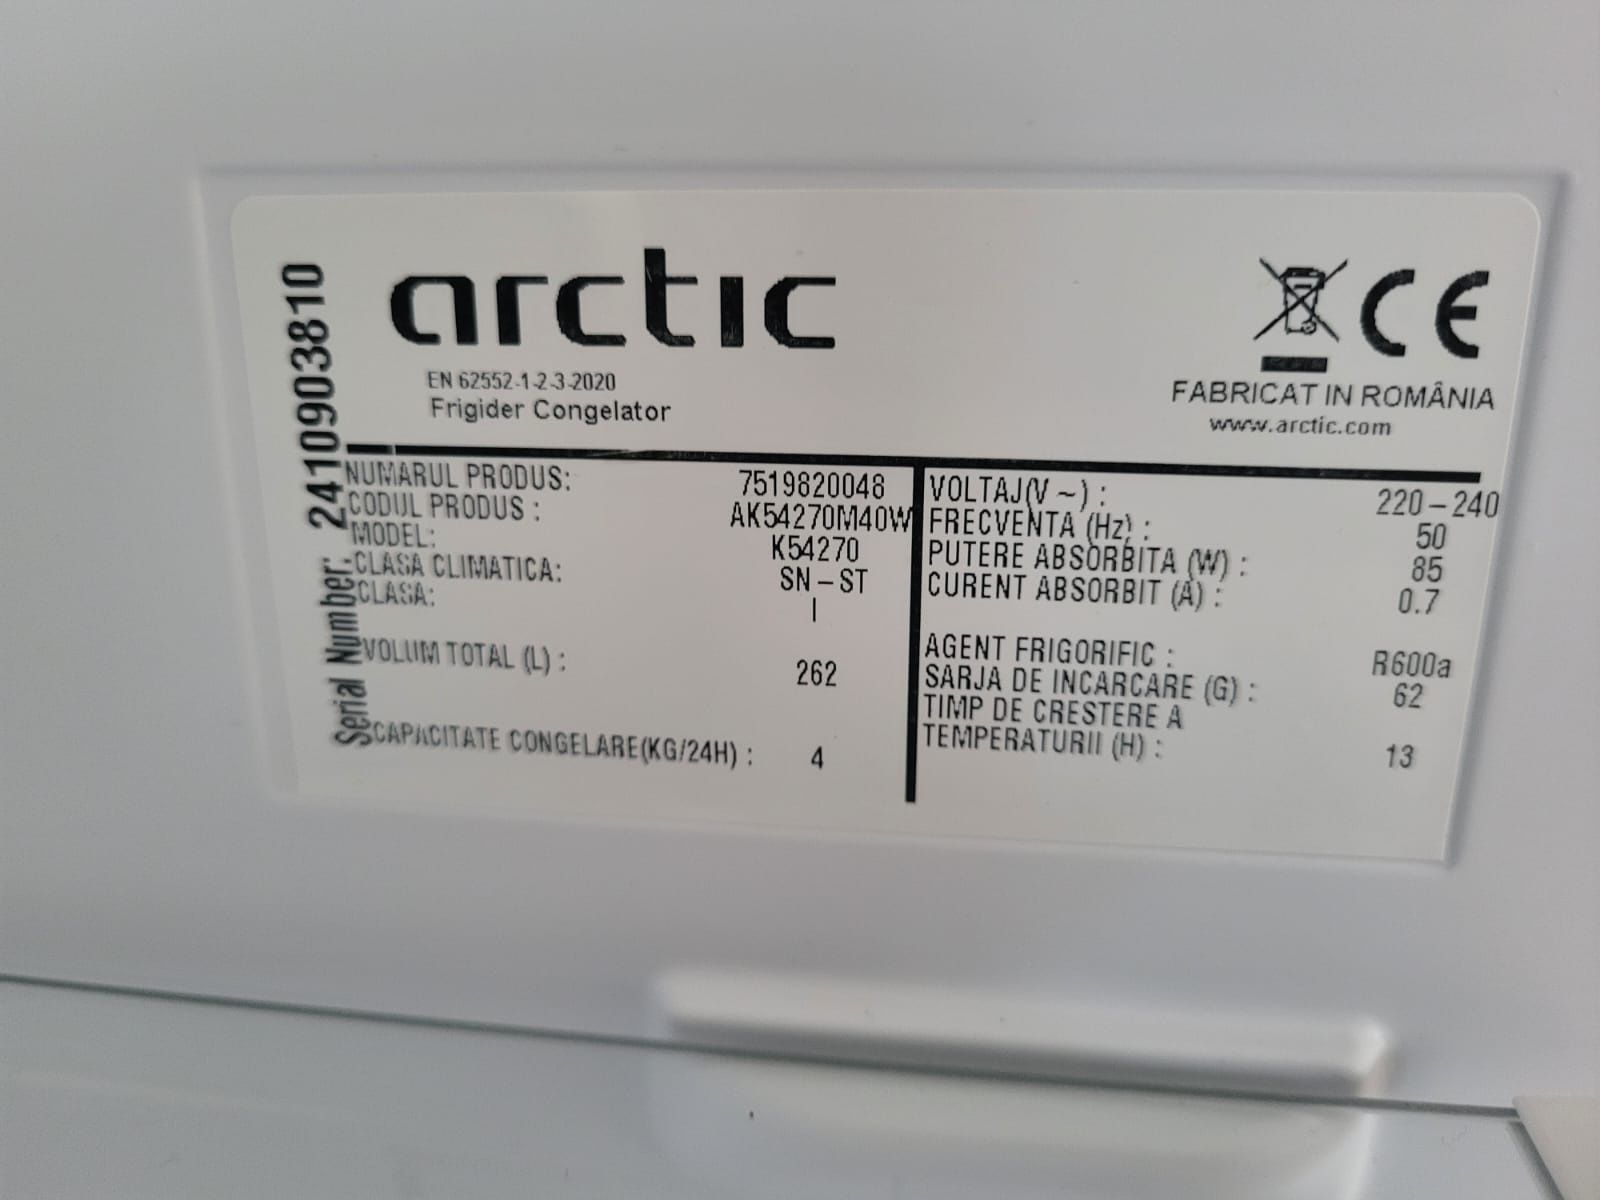 arctic
EN 62552-1-2-3-2020
Frigider Congelator
CE
FABRICAT IN ROMÂNIA
www.arctic.com
Serial Number: 2410903810
NUMARUL PRODUS: 7519820048
CODUL PRODUS : AK54270M40W
MODEL: K54270
CLASA CLIMATICA: SN-ST
CLASA: I
VOLUM TOTAL (L) : 262
CAPACITATE CONGELARE(KG/24H) : 4
VOLTAJ(V ~) : 220-240
FRECVENTA (Hz) : 50
PUTERE ABSORBITA (W) : 85
CURENT ABSORBIT (A) : 0.7
AGENT FRIGORIFIC : R600a
SARJA DE INCARCARE (G) : 62
TIMP DE CRESTERE A
TEMPERATURII (H) : 13